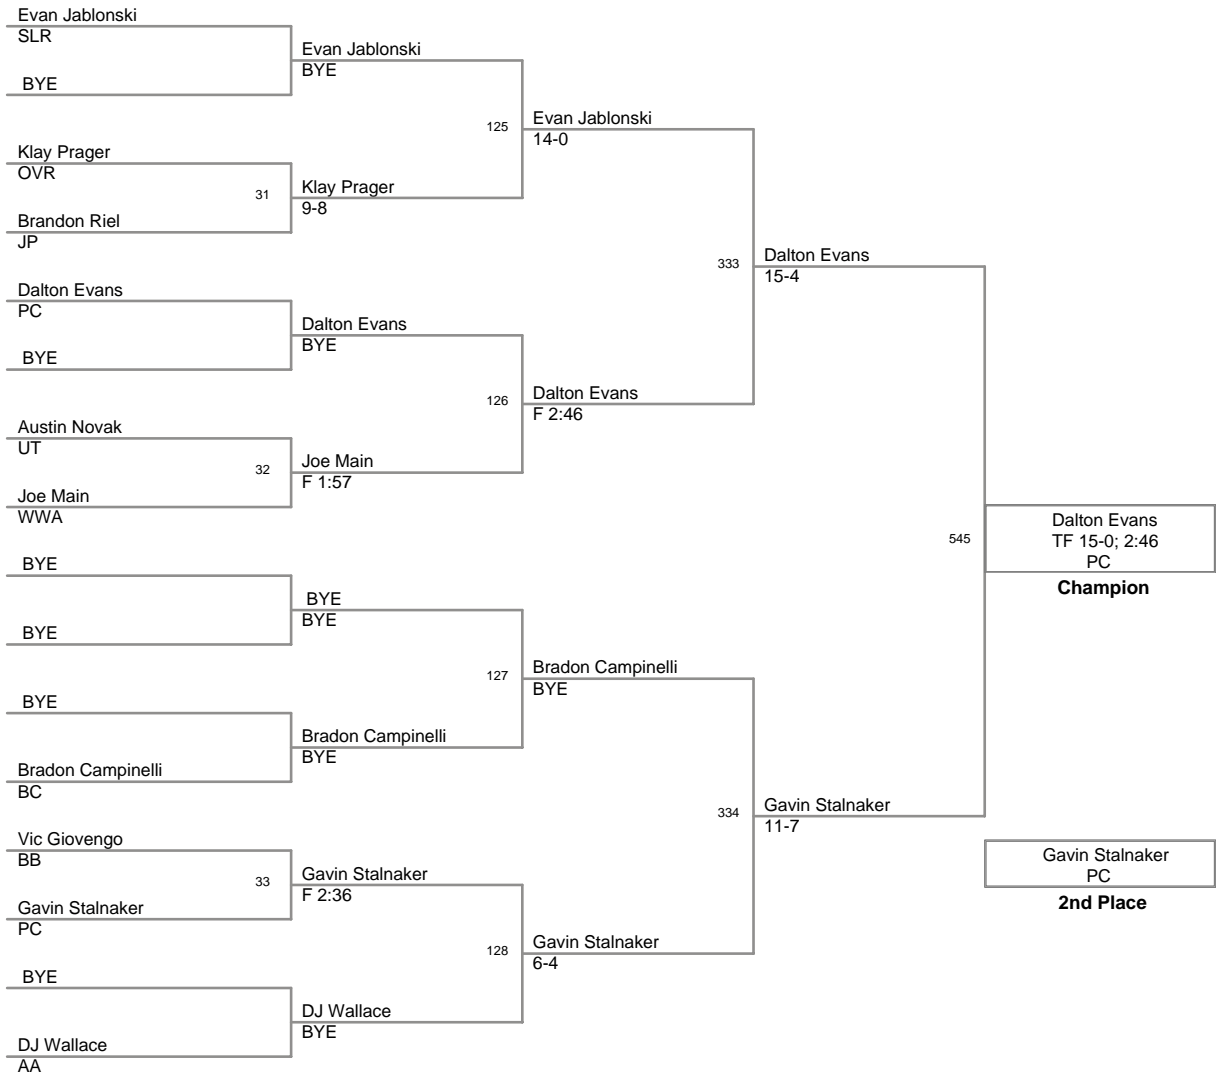 Evan Jablonski
SLR
BYE
Klay Prager
OVR
31
Brandon Riel
JP
Dalton Evans
PC
BYE
Austin Novak
UT
32
Joe Main
WWA
BYE
BYE
BYE
Bradon Campinelli
BC
Vic Giovengo
BB
33
Gavin Stalnaker
PC
BYE
DJ Wallace
AA
Evan Jablonski
BYE
125
Klay Prager
9-8
Dalton Evans
BYE
126
Joe Main
F 1:57
BYE
BYE
127
Bradon Campinelli
BYE
Gavin Stalnaker
F 2:36
128
DJ Wallace
BYE
Evan Jablonski
14-0
333
Dalton Evans
F 2:46
Bradon Campinelli
BYE
334
Gavin Stalnaker
6-4
Dalton Evans
15-4
545
Gavin Stalnaker
11-7
Dalton Evans
TF 15-0; 2:46
PC
Champion
Gavin Stalnaker
PC
2nd Place